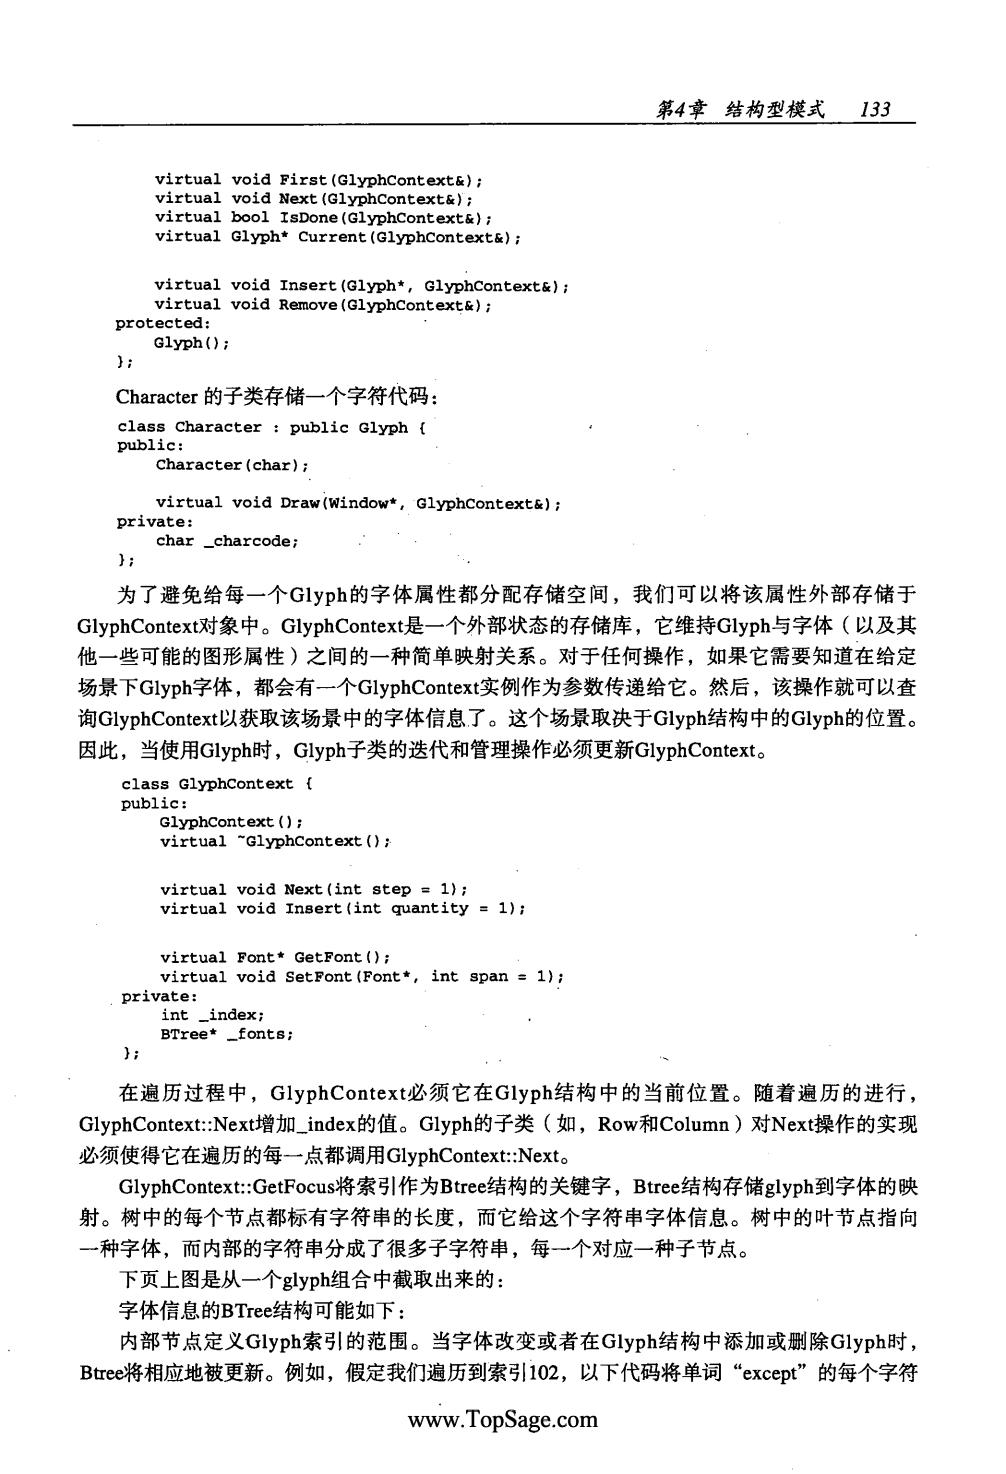 第4章 结构型模式 133
virtual void First(GlyphContext&);
virtual void Next(GlyphContext&);
virtual bool IsDone(GlyphContext&);
virtual Glyph* Current(GlyphContext&);
virtual void Insert(Glyph*, GlyphContext&);
virtual void Remove(GlyphContext&);
protected:
Glyph();
};
Character 的子类存储一个字符代码：
class Character : public Glyph {
public:
Character(char);
virtual void Draw(Window*, GlyphContext&);
private:
char _charcode;
};
为了避免给每一个Glyph的字体属性都分配存储空间，我们可以将该属性外部存储于
GlyphContext对象中。GlyphContext是一个外部状态的存储库，它维持Glyph与字体（以及其
他一些可能的图形属性）之间的一种简单映射关系。对于任何操作，如果它需要知道在给定
场景下Glyph字体，都会有一个GlyphContext实例作为参数传递给它。然后，该操作就可以查
询GlyphContext以获取该场景中的字体信息了。这个场景取决于Glyph结构中的Glyph的位置。
因此，当使用Glyph时，Glyph子类的迭代和管理操作必须更新GlyphContext。
class GlyphContext {
public:
GlyphContext();
virtual ~GlyphContext();
virtual void Next(int step = 1);
virtual void Insert(int quantity = 1);
virtual Font* GetFont();
virtual void SetFont(Font*, int span = 1);
private:
int _index;
BTree* _fonts;
};
在遍历过程中，GlyphContext必须它在Glyph结构中的当前位置。随着遍历的进行，
GlyphContext::Next增加_index的值。Glyph的子类（如，Row和Column）对Next操作的实现
必须使得它在遍历的每一点都调用GlyphContext::Next。
GlyphContext::GetFocus将索引作为Btree结构的关键字，Btree结构存储glyph到字体的映
射。树中的每个节点都标有字符串的长度，而它给这个字符串字体信息。树中的叶节点指向
一种字体，而内部的字符串分成了很多子字符串，每一个对应一种子节点。
下页上图是从一个glyph组合中截取出来的：
字体信息的BTree结构可能如下：
内部节点定义Glyph索引的范围。当字体改变或者在Glyph结构中添加或删除Glyph时，
Btree将相应地被更新。例如，假定我们遍历到索引102，以下代码将单词“except”的每个字符
www.TopSage.com